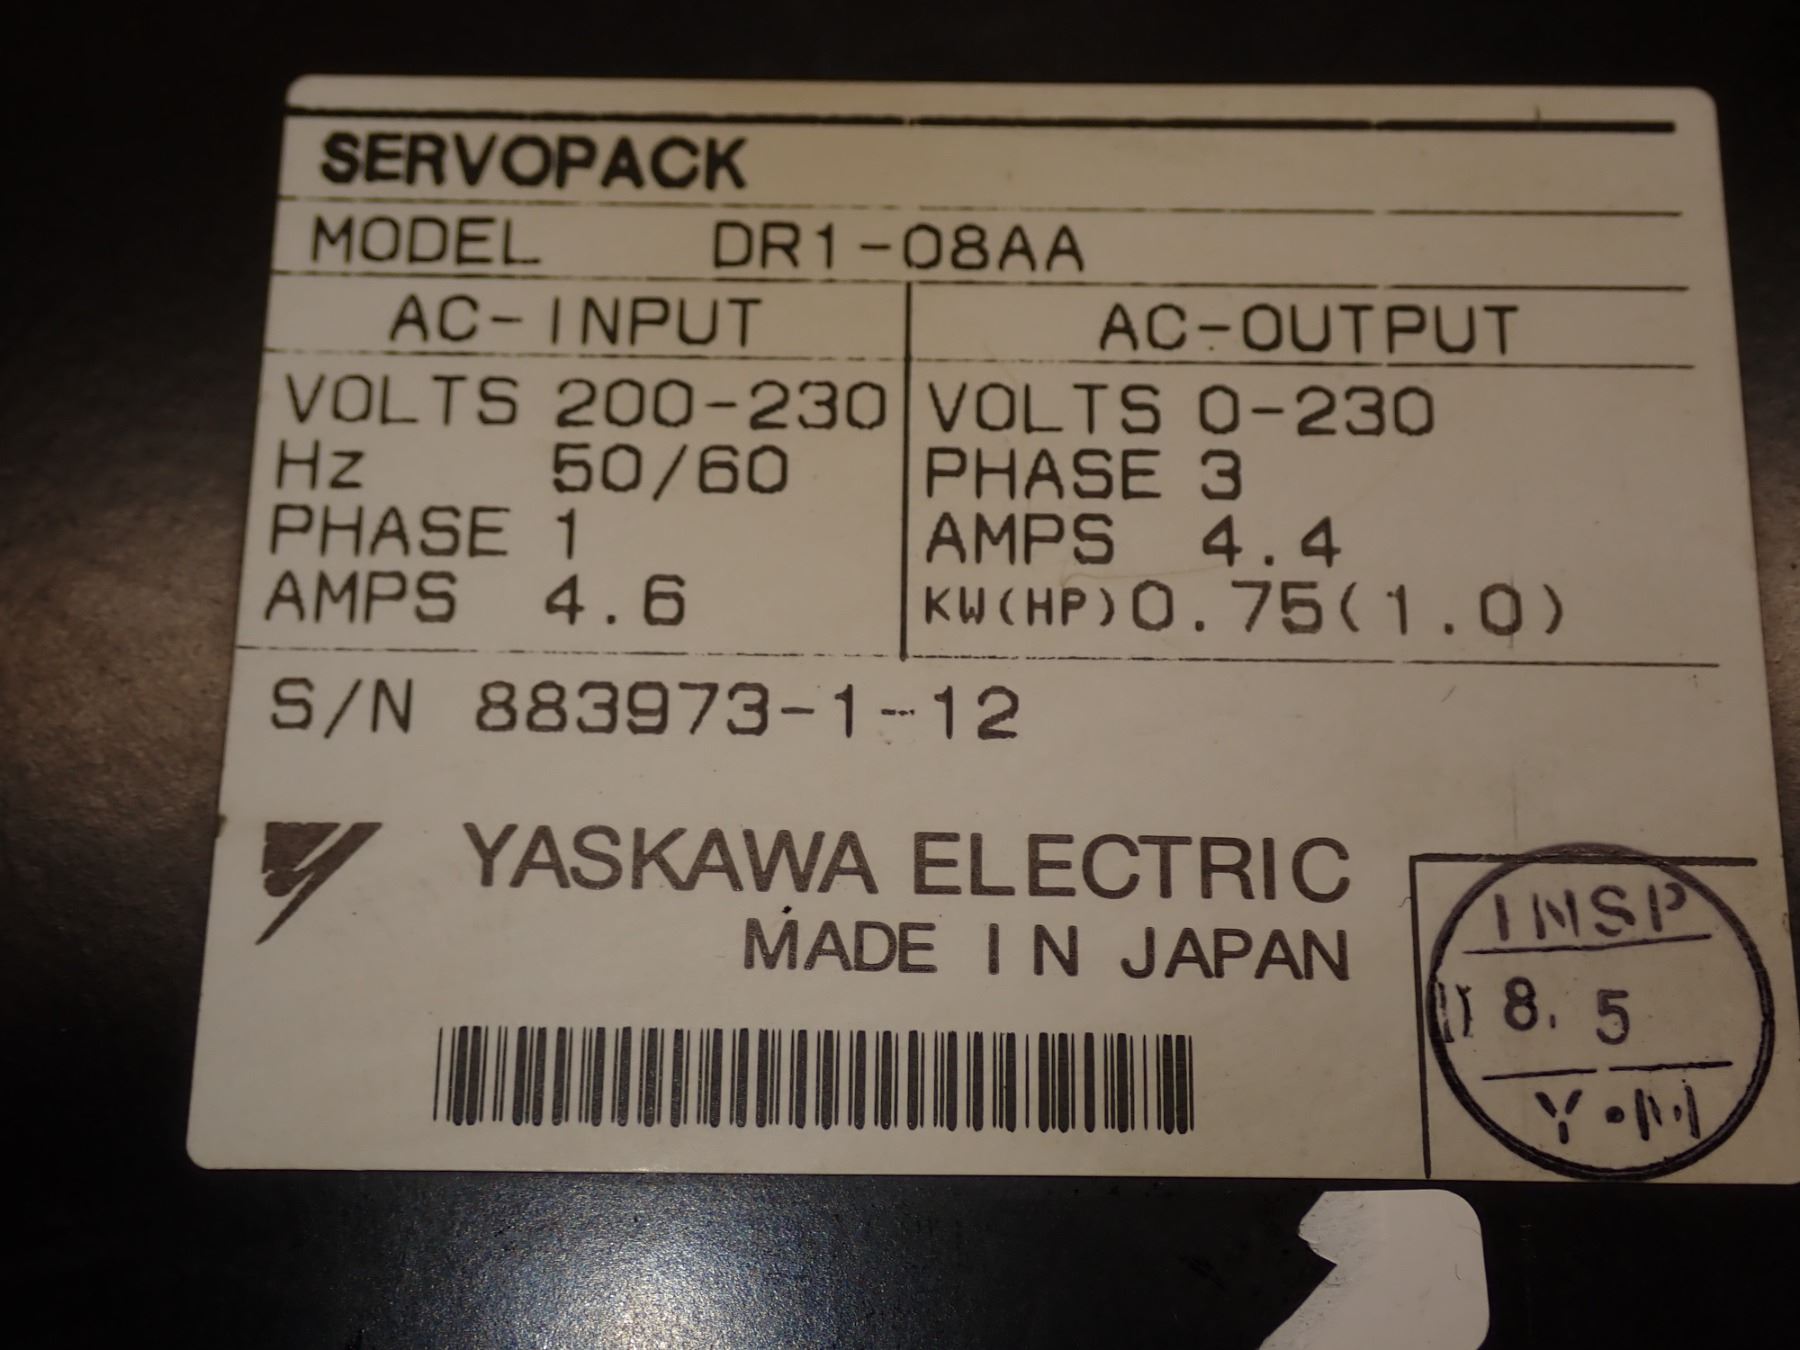 SERVOPACK
MODEL DR1-08AA
AC-INPUT AC-OUTPUT
VOLTS 200-230 VOLTS 0-230
Hz 50/60 PHASE 3
PHASE 1 AMPS 4.4
AMPS 4.6 KW(HP)0.75(1.0)
S/N 883973-1-12
YASKAWA ELECTRIC
MADE IN JAPAN
INSP
8. 5
Y·M